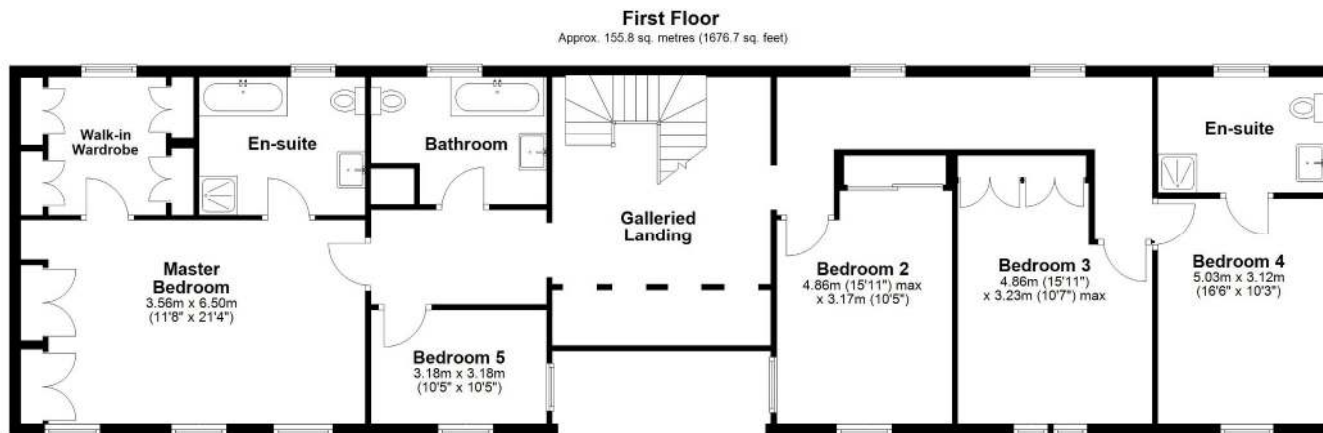 First Floor
Approx. 155.8 sq. metres (1676.7 sq. feet)
Walk-in
Wardrobe
En-suite
Bathroom
En-suite
Galleried
Landing
Master
Bedroom
3.56m x 6.50m
(11'8" x 21'4")
Bedroom 5
3.18m x 3.18m
(10'5" x 10'5")
Bedroom 2
4.86m (15'11") max
x 3.17m (10'5")
Bedroom 3
4.86m (15'11")
x 3.23m (10'7") max
Bedroom 4
5.03m x 3.12m
(16'6" x 10'3")